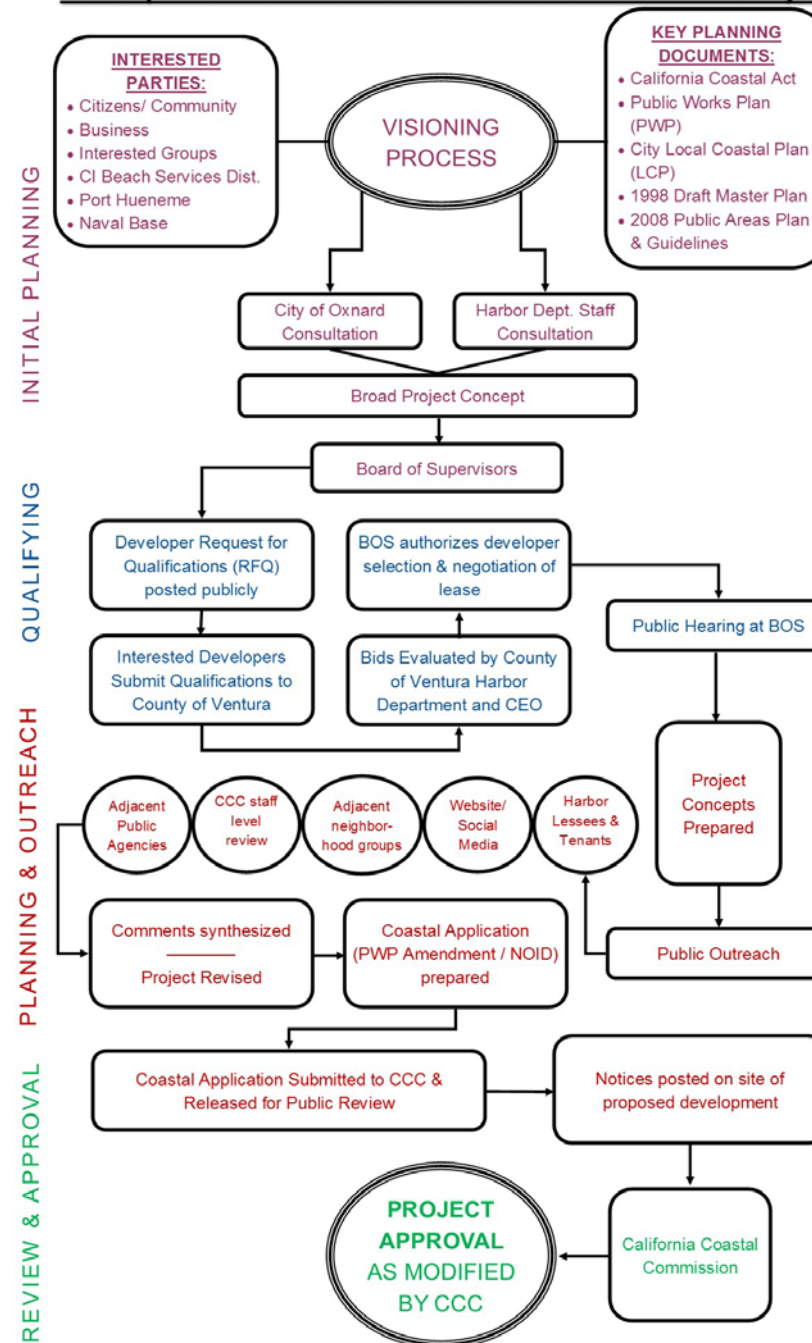 INTERESTED
PARTIES:
• Citizens/ Community
• Business
• Interested Groups
• CI Beach Services Dist.
• Port Hueneme
• Naval Base
VISIONING
PROCESS
KEY PLANNING
DOCUMENTS:
• California Coastal Act
• Public Works Plan
(PWP)
• City Local Coastal Plan
(LCP)
• 1998 Draft Master Plan
• 2008 Public Areas Plan
& Guidelines
INITIAL PLANNING
City of Oxnard
Consultation
Harbor Dept. Staff
Consultation
Broad Project Concept
Board of Supervisors
QUALIFYING
Developer Request for
Qualifications (RFQ)
posted publicly
Interested Developers
Submit Qualifications to
County of Ventura
Bids Evaluated by County
of Ventura Harbor
Department and CEO
BOS authorizes developer
selection & negotiation of
lease
Public Hearing at BOS
PLANNING & OUTREACH
Project
Concepts
Prepared
Public Outreach
Adjacent
Public
Agencies
CCC staff
level
review
Adjacent
neighbor-
hood groups
Website/
Social
Media
Harbor
Lessees &
Tenants
Comments synthesized
Project Revised
Coastal Application
(PWP Amendment / NOID)
prepared
Coastal Application Submitted to CCC &
Released for Public Review
Notices posted on site of
proposed development
REVIEW & APPROVAL
California Coastal
Commission
PROJECT
APPROVAL
AS MODIFIED
BY CCC